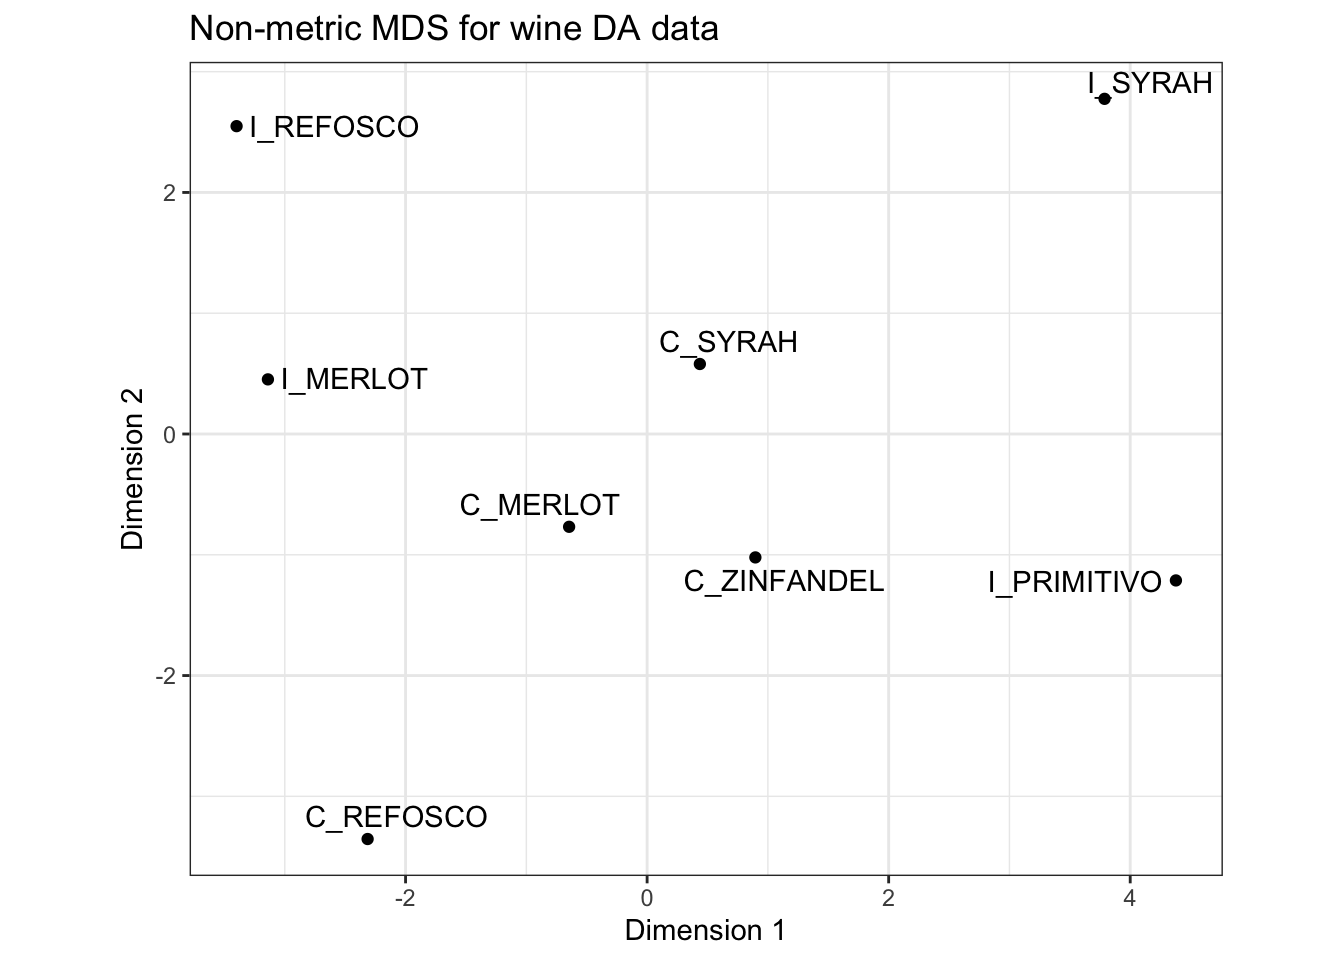 Non-metric MDS for wine DA data
I_SYRAH
I_REFOSCO
2
C_SYRAH
I_MERLOT
0
C_MERLOT
C_ZINFANDEL
I_PRIMITIVO
-2
C_REFOSCO
-2 0 2 4
Dimension 1
Dimension 2